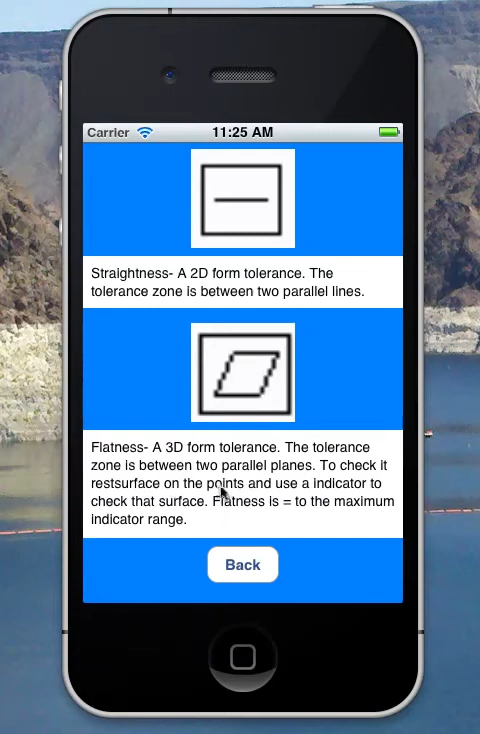 Carrier 11:25 AM
Straightness- A 2D form tolerance. The
tolerance zone is between two parallel lines.
Flatness- A 3D form tolerance. The tolerance
zone is between two parallel planes. To check it
restsurface on the points and use a indicator to
check that surface. Flatness is = to the maximum
indicator range.
Back